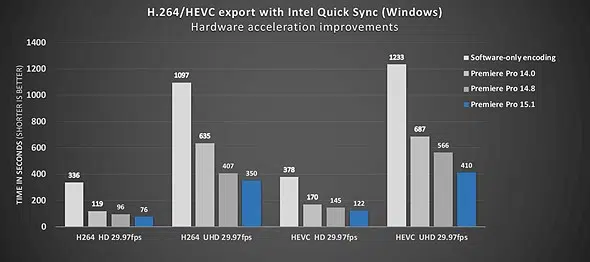 H.264/HEVC export with Intel Quick Sync (Windows)
Hardware acceleration improvements
TIME IN SECONDS (SHORTER IS BETTER)
1400
1200
1000
800
600
400
200
0
336
119
96
76
1097
635
407
350
378
170
145
122
1233
687
566
410
H264 HD 29.97fps
H264 UHD 29.97fps
HEVC HD 29.97fps
HEVC UHD 29.97fps
Software-only encoding
Premiere Pro 14.0
Premiere Pro 14.8
Premiere Pro 15.1